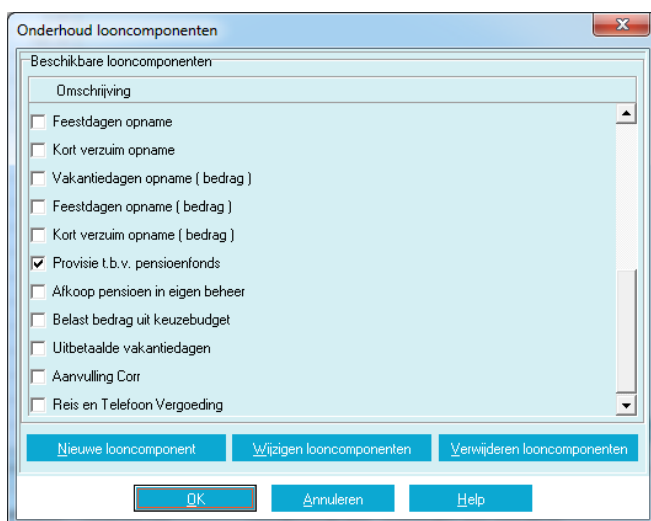 Onderhoud looncomponenten
Beschikbare looncomponenten
Omschrijving
Feestdagen opname
Kort verzuim opname
Vakantiedagen opname ( bedrag )
Feestdagen opname ( bedrag )
Kort verzuim opname ( bedrag )
Provisie t.b.v. pensioenfonds
Afkoop pensioen in eigen beheer
Belast bedrag uit keuzebudget
Uitbetaalde vakantiedagen
Aanvulling Corr
Reis en Telefoon Vergoeding
Nieuwe looncomponent Wijzigen looncomponenten Verwijderen looncomponenten
OK Annuleren Help